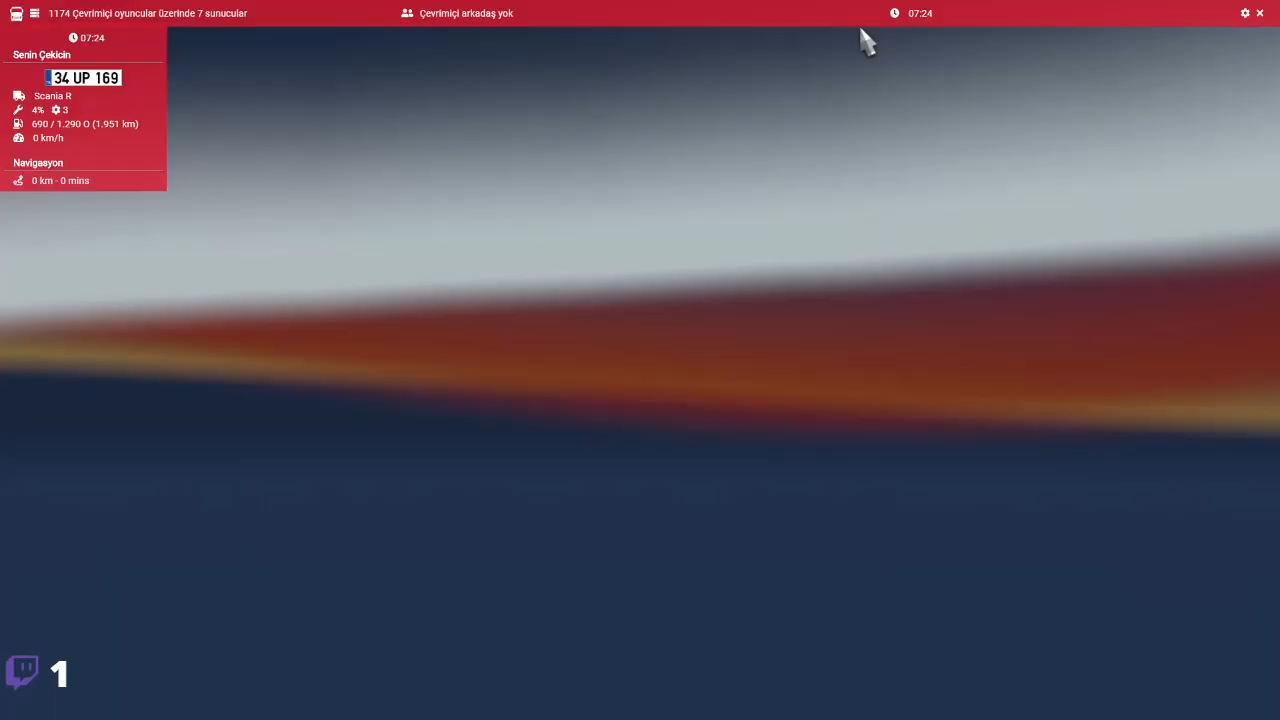 1174 Çevrimiçi oyuncular üzerinde 7 sunucular
Çevrimiçi arkadaş yok
07:24
07:24
Senin Çekicin
34 UP 169
Scania R
4% 3
690 / 1.290 O (1.951 km)
0 km/h
Navigasyon
0 km - 0 mins
1